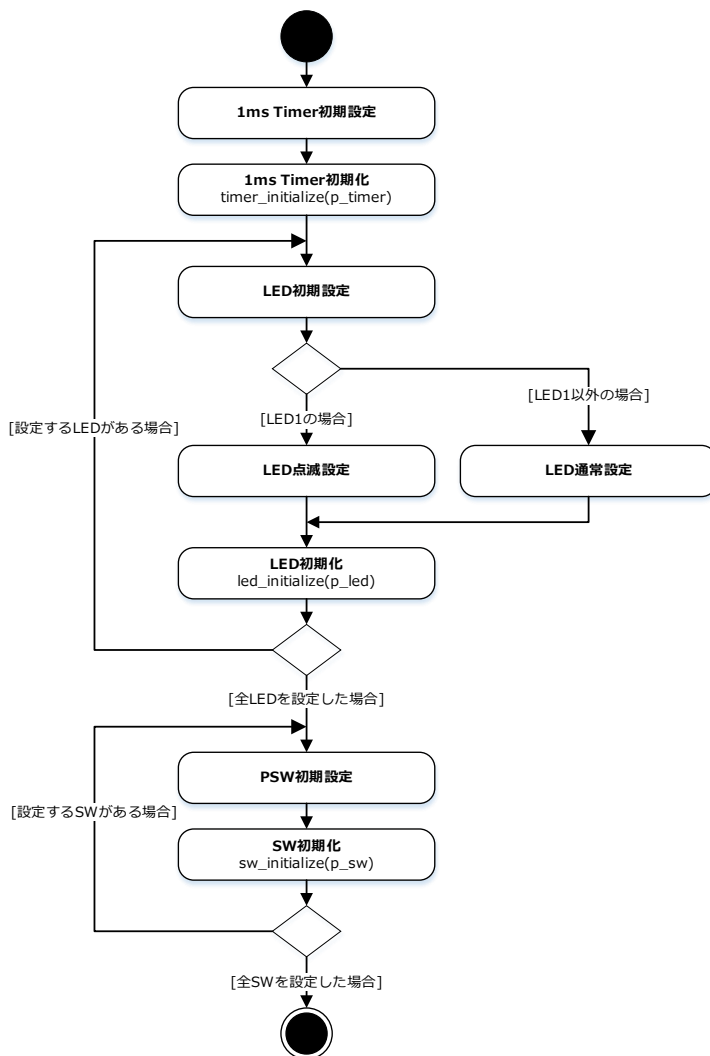 1ms Timer初期設定
1ms Timer初期化
timer_initialize(p_timer)
LED初期設定
[LED1以外の場合]
[LED1の場合]
[設定するLEDがある場合]
LED点滅設定
LED通常設定
LED初期化
led_initialize(p_led)
[全LEDを設定した場合]
PSW初期設定
[設定するSWがある場合]
SW初期化
sw_initialize(p_sw)
[全SWを設定した場合]